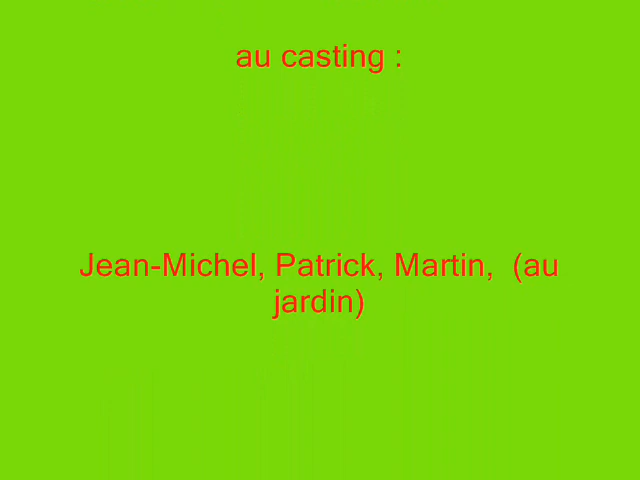 au casting :
Jean-Michel, Patrick, Martin,  (au
jardin)